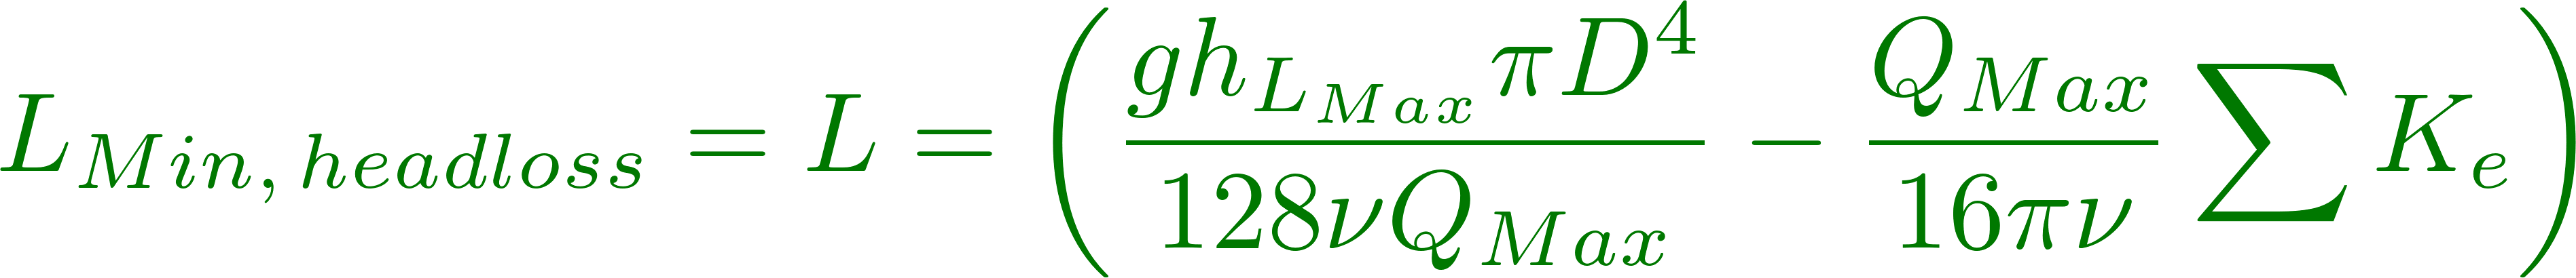 $L_{Min,\,headloss} = L = \left( \frac{g h_{L_{Max}} \pi D^4}{128 \nu Q_{Max}} - \frac{Q_{Max}}{16 \pi \nu} \sum K_e \right)$